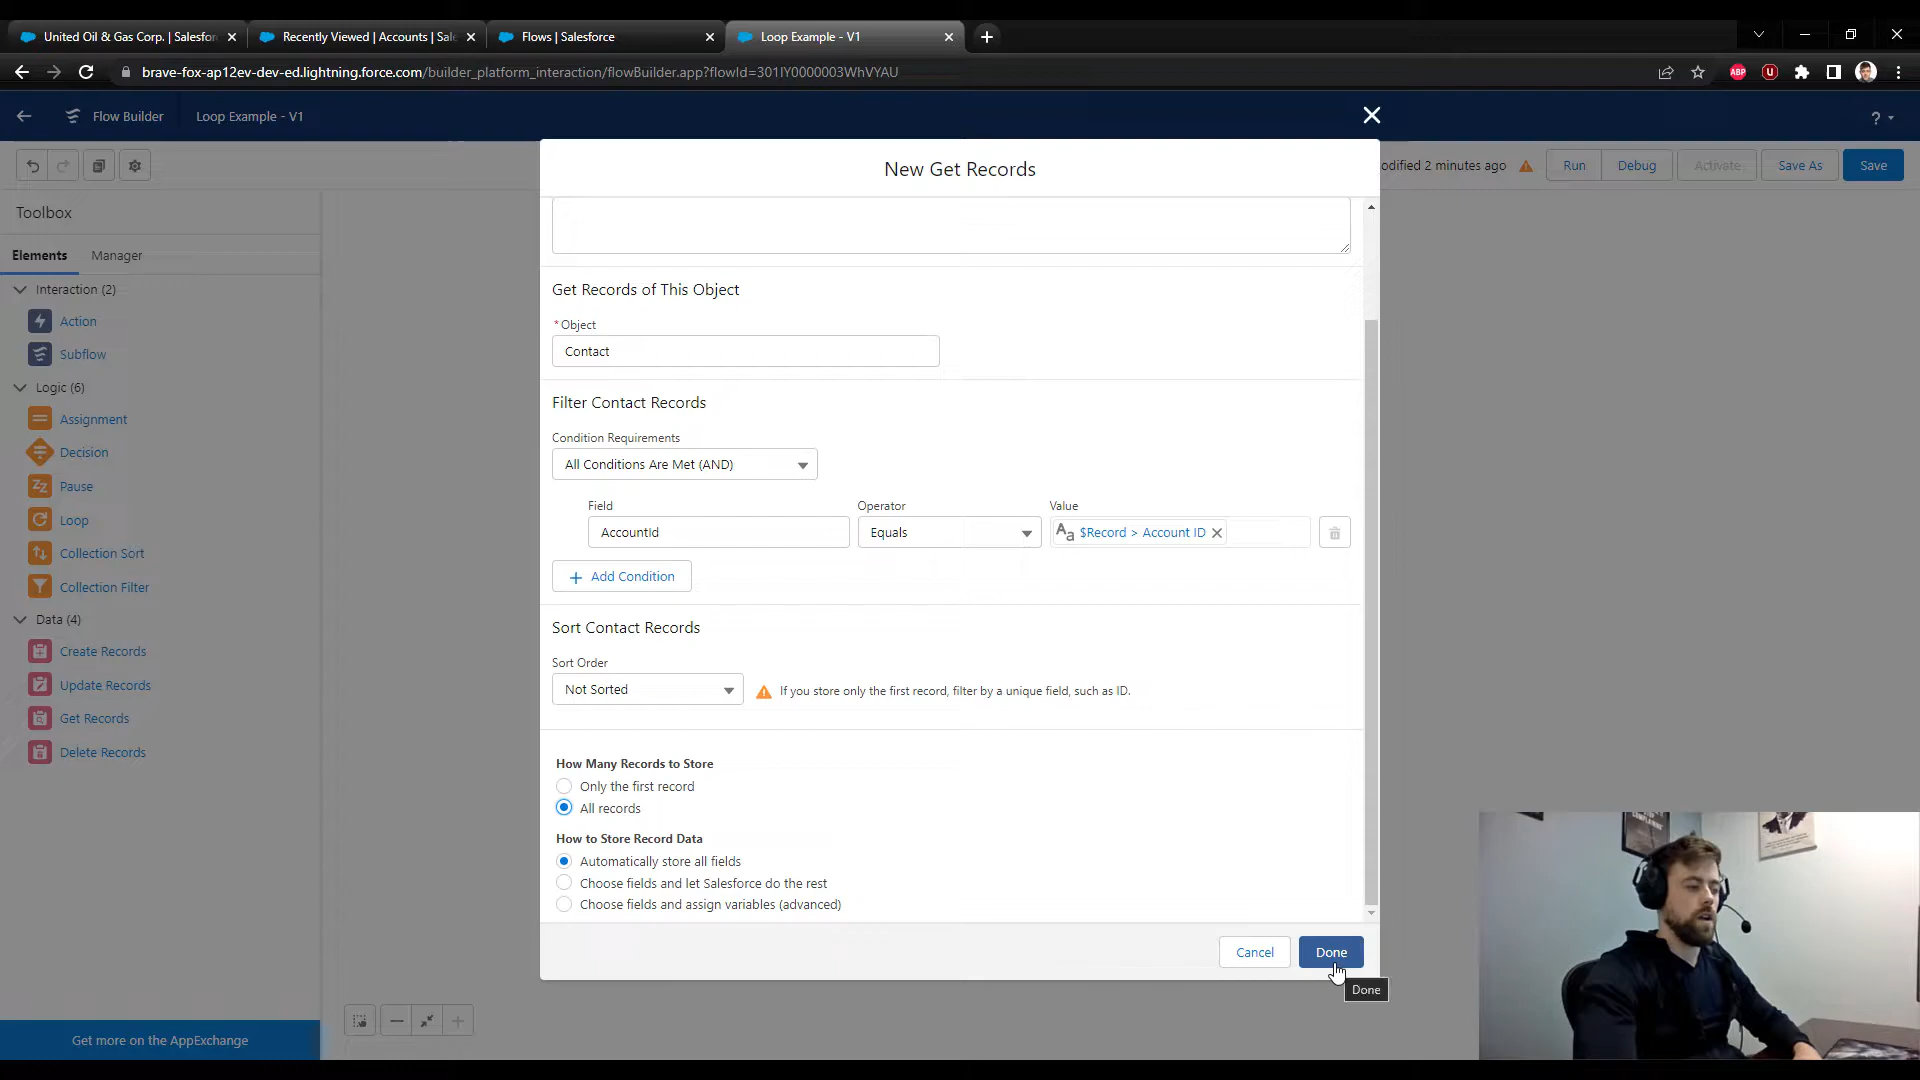 United Oil & Gas Corp. | Salesfor
Recently Viewed | Accounts | Sal
Flows | Salesforce
Loop Example - V1
brave-fox-ap12ev-dev-ed.lightning.force.com/builder_platform_interaction/flowBuilder.app?flowId=301IY0000003WhVYAU
ABP
Flow Builder
Loop Example - V1
?
New Get Records
odified 2 minutes ago
Run
Debug
Activate
Save As
Save
Toolbox
Elements
Manager
Interaction (2)
Action
Subflow
Logic (6)
Assignment
Decision
Pause
Loop
Collection Sort
Collection Filter
Data (4)
Create Records
Update Records
Get Records
Delete Records
Get more on the AppExchange
Get Records of This Object
* Object
Contact
Filter Contact Records
Condition Requirements
All Conditions Are Met (AND)
Field
Operator
Value
AccountId
Equals
Aa $Record > Account ID
+ Add Condition
Sort Contact Records
Sort Order
Not Sorted
If you store only the first record, filter by a unique field, such as ID.
How Many Records to Store
Only the first record
All records
How to Store Record Data
Automatically store all fields
Choose fields and let Salesforce do the rest
Choose fields and assign variables (advanced)
Cancel
Done
Done